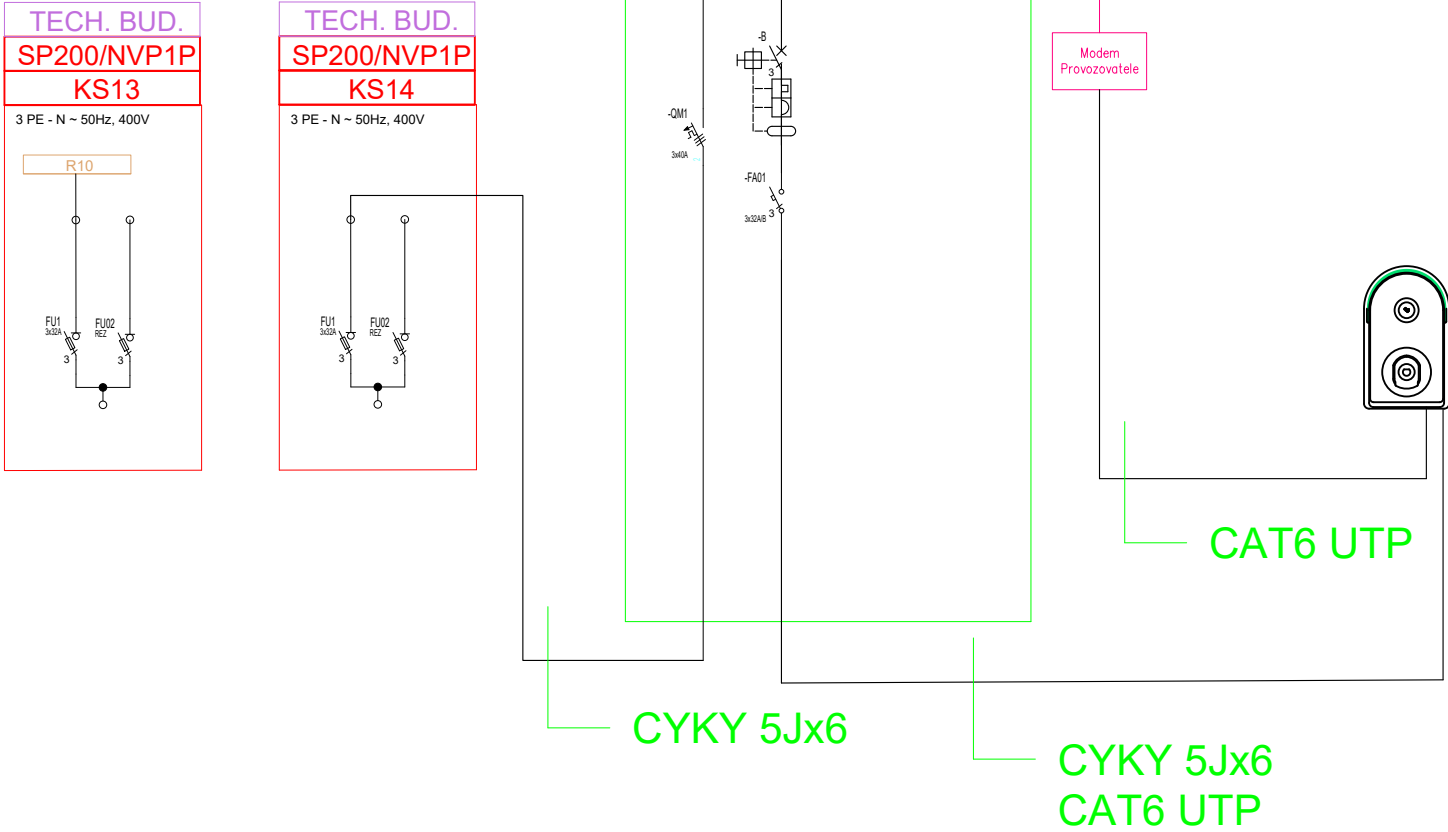 TECH. BUD.
SP200/NVP1P
KS13
3 PE - N ~ 50Hz, 400V
R10
FU1
3x32A
3
FU02
REZ
3
TECH. BUD.
SP200/NVP1P
KS14
3 PE - N ~ 50Hz, 400V
FU1
3x32A
3
FU02
REZ
3
-QM1
3x40A
-B
3
-FA01
3x32A/B
3
Modem
Provozovatele
CAT6 UTP
CYKY 5Jx6
CYKY 5Jx6
CAT6 UTP